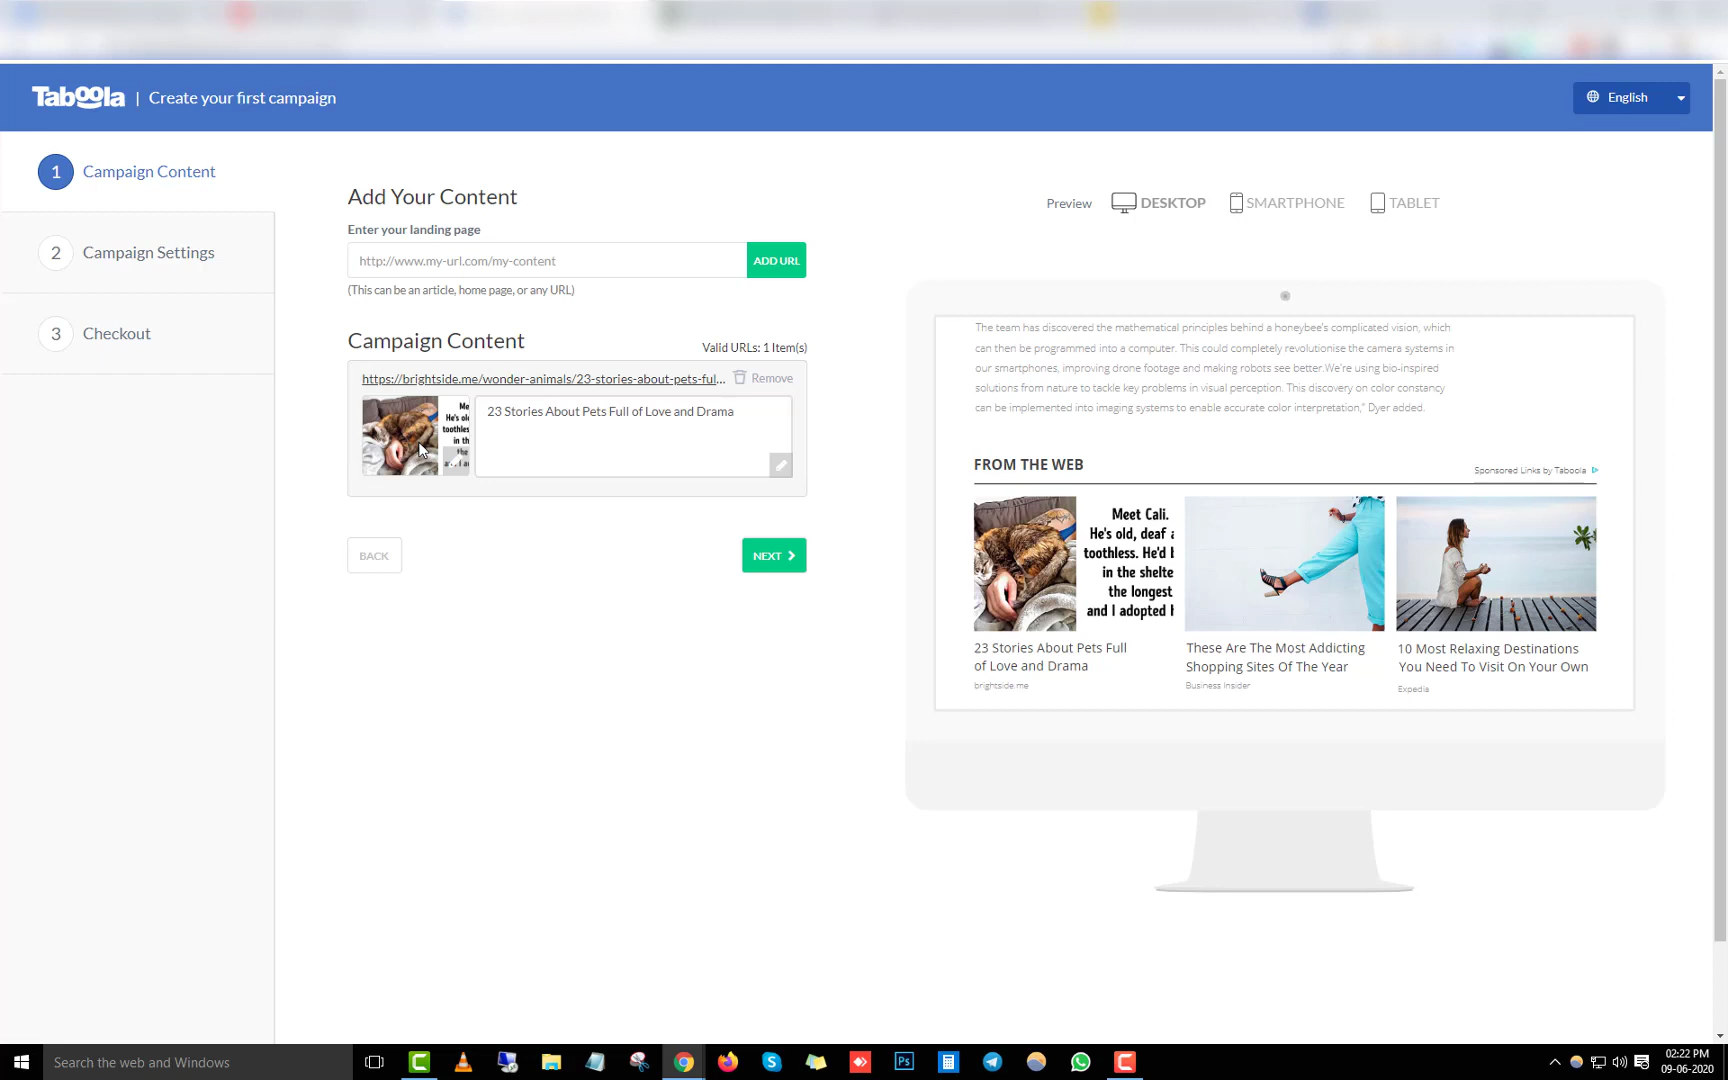 Taboola | Create your first campaign
English
1 Campaign Content
2 Campaign Settings
3 Checkout
Add Your Content
Enter your landing page
http://www.my-url.com/my-content
ADD URL
(This can be an article, home page, or any URL)
Campaign Content
Valid URLs: 1 Item(s)
https://brightside.me/wonder-animals/23-stories-about-pets-ful...
Remove
Me
He's ol
toothles
in th
the
and I ad
23 Stories About Pets Full of Love and Drama
BACK
NEXT
Preview
DESKTOP
SMARTPHONE
TABLET
The team has discovered the mathematical principles behind a honeybee's complicated vision, which
can then be programmed into a computer. This could completely revolutionise the camera systems in
our smartphones, improving drone footage and making robots see better.We're using bio-inspired
solutions from nature to tackle key problems in visual perception. This discovery on color constancy
can be implemented into imaging systems to enable accurate color interpretation," Dyer added.
FROM THE WEB
Sponsored Links by Taboola
Meet Cali.
He's old, deaf a
toothless. He'd b
in the shelte
the longest
and I adopted h
23 Stories About Pets Full
of Love and Drama
brightside.me
These Are The Most Addicting
Shopping Sites Of The Year
Business Insider
10 Most Relaxing Destinations
You Need To Visit On Your Own
Expedia
Search the web and Windows
Ps
02:22 PM
09-06-2020